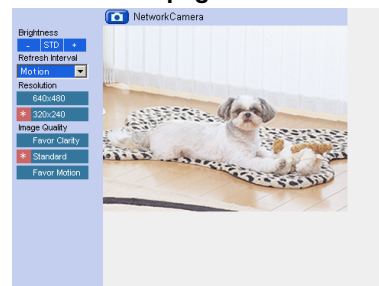 NetworkCamera
Brightness
- STD +
Refresh Interval
Motion
Resolution
640x480
* 320x240
Image Quality
Favor Clarity
* Standard
Favor Motion